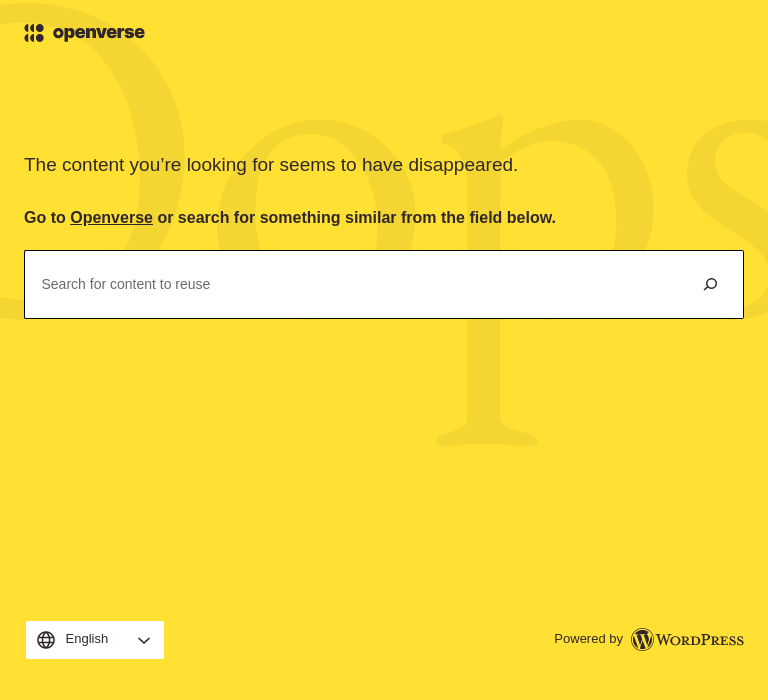 openverse
Oops
The content you’re looking for seems to have disappeared.
Go to Openverse or search for something similar from the field below.
Search for content to reuse
English
Powered by WORDPRESS